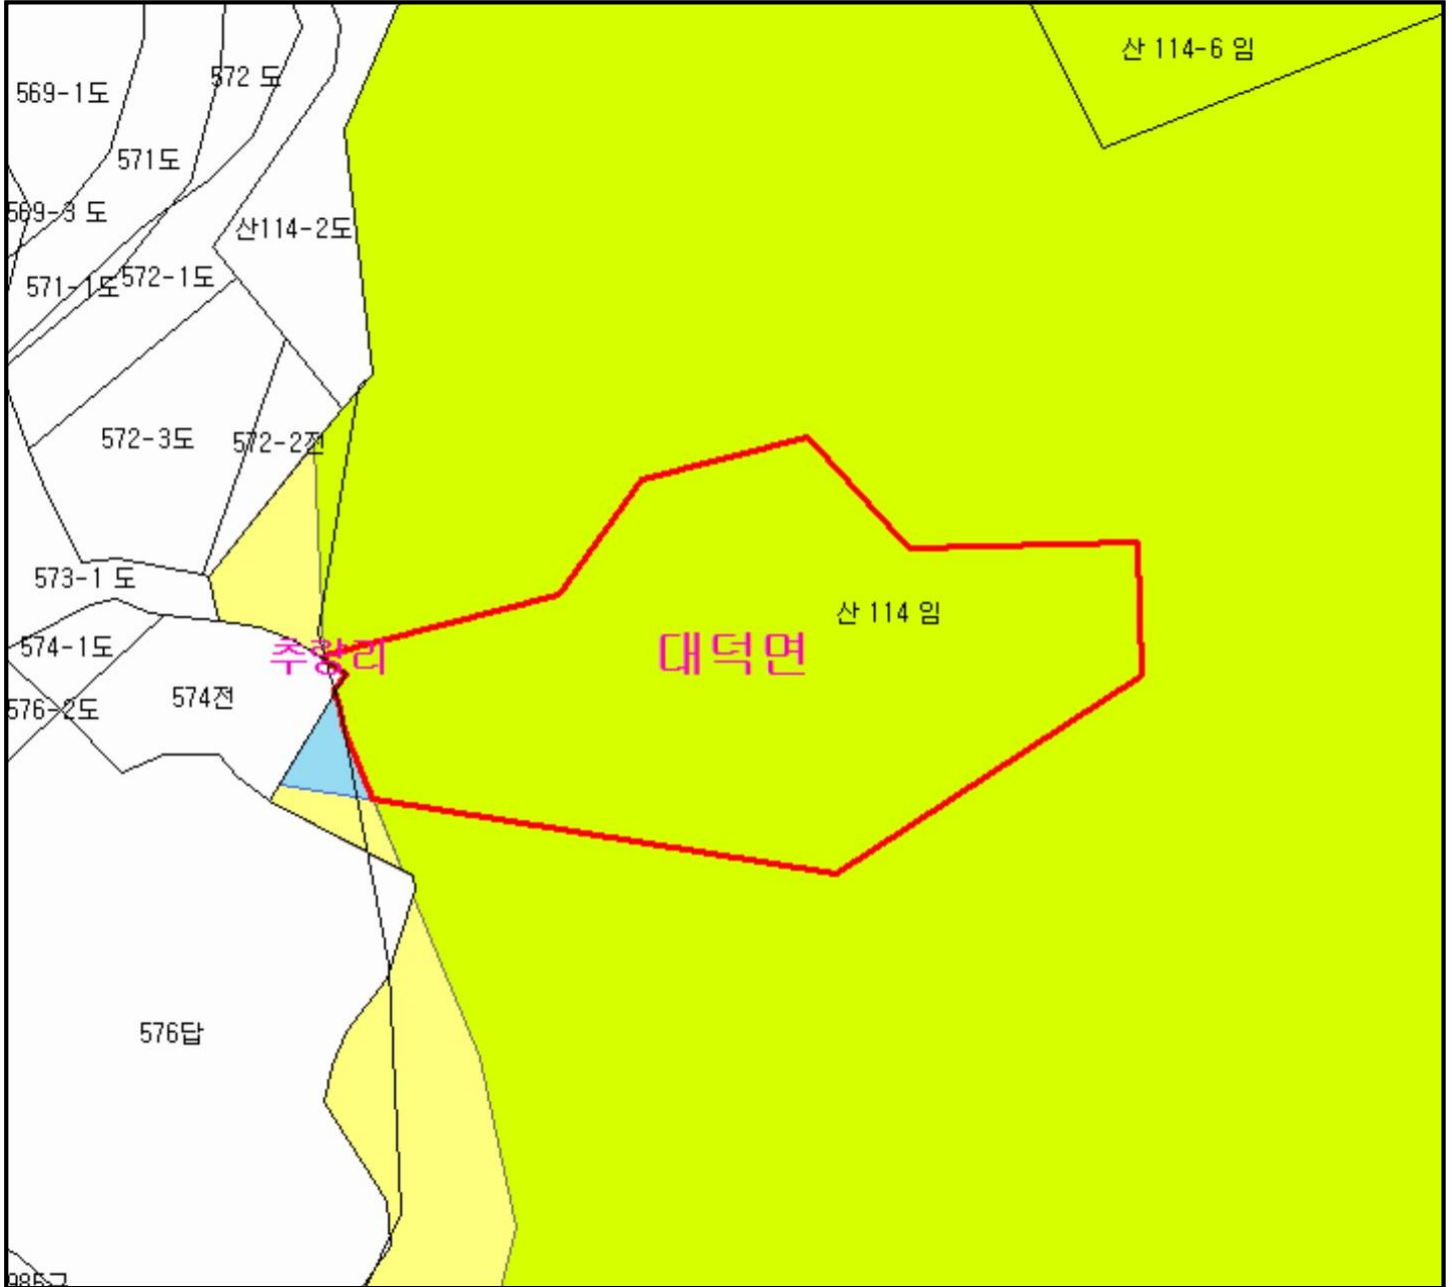 산 114-6 임
572 도
569-1도
571도
569-3 도
산114-2도
572-1도
571-1도
572-3도
572-2전
573-1 도
산 114 임
574-1도
대덕면
574전
576-2도
576답